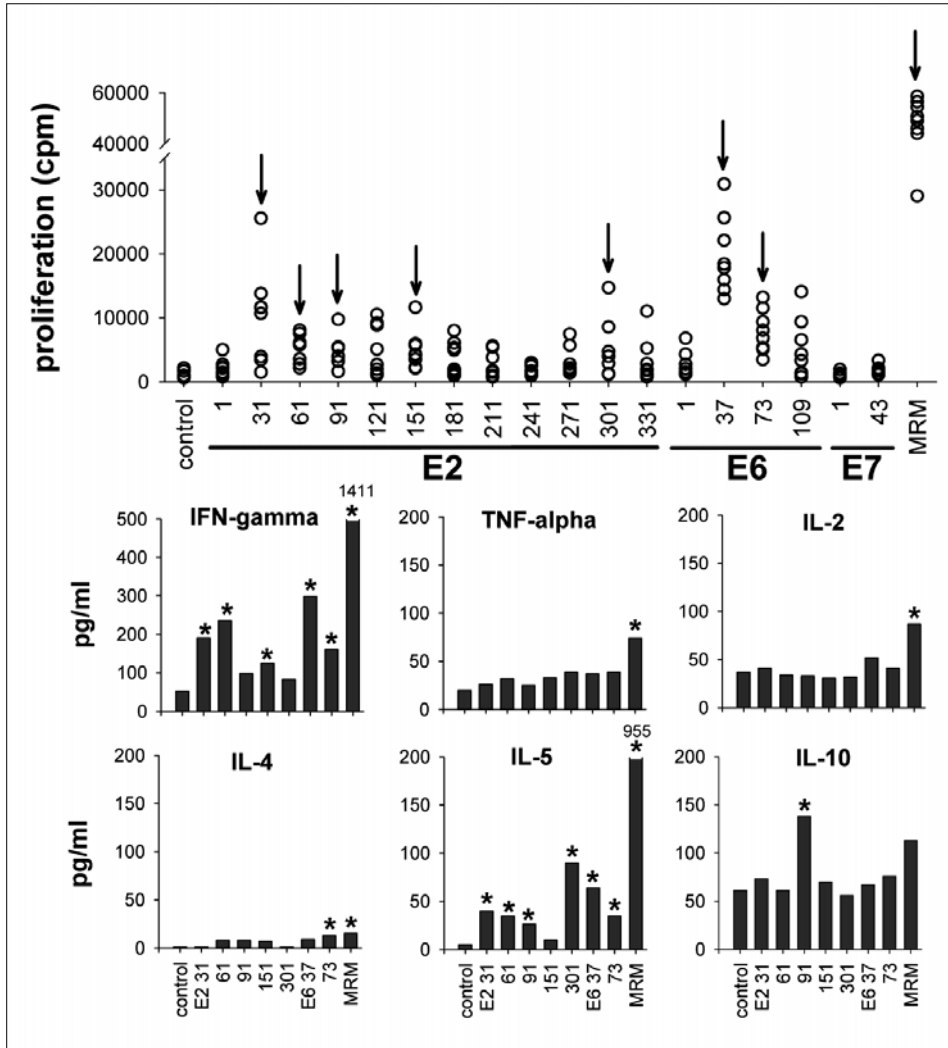 proliferation (cpm)
60000
40000
30000
20000
10000
0
control 1 31 61 91 121 151 181 211 241 271 301 331 1 37 73 109 1 43 MRM
E2 E6 E7
IFN-gamma
1411
pg/ml
500
400
300
200
100
0
* * * * * *
TNF-alpha
200
150
100
50
0
*
IL-2
200
150
100
50
0
*
IL-4
pg/ml
200
150
100
50
0
* *
control E2 31 61 91 151 301 E6 37 73 MRM
IL-5
955
200
150
100
50
0
* * * * * * *
control E2 31 61 91 151 301 E6 37 73 MRM
IL-10
200
150
100
50
0
*
control E2 31 61 91 151 301 E6 37 73 MRM